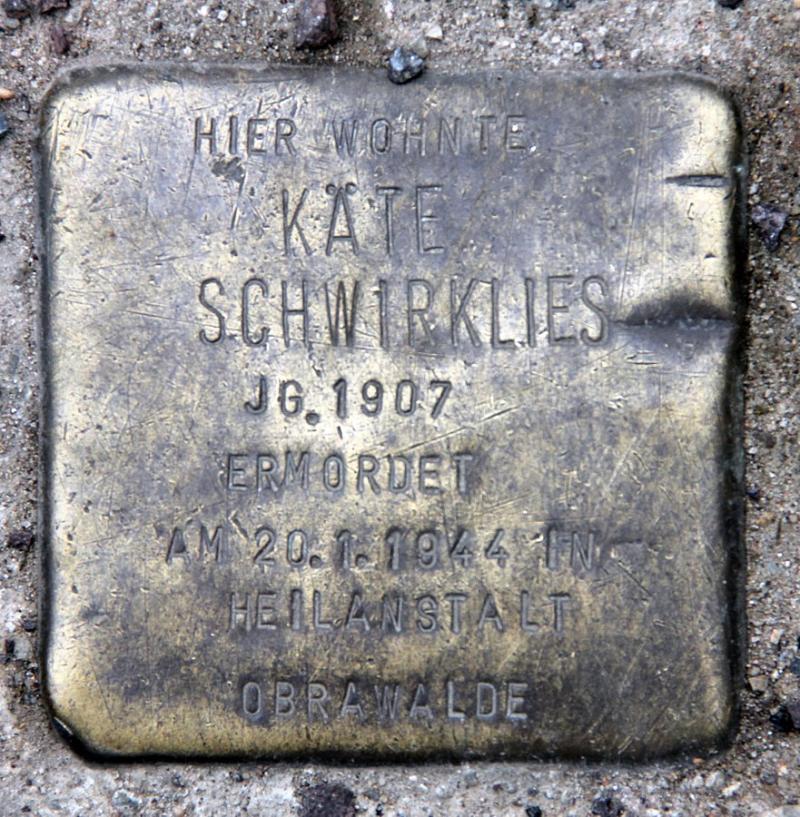 HIER WOHNTE
KÄTE
SCHWIRKLIES
JG. 1907
ERMORDET
AM 20.1.1944 IN
HEILANSTALT
OBRAWALDE